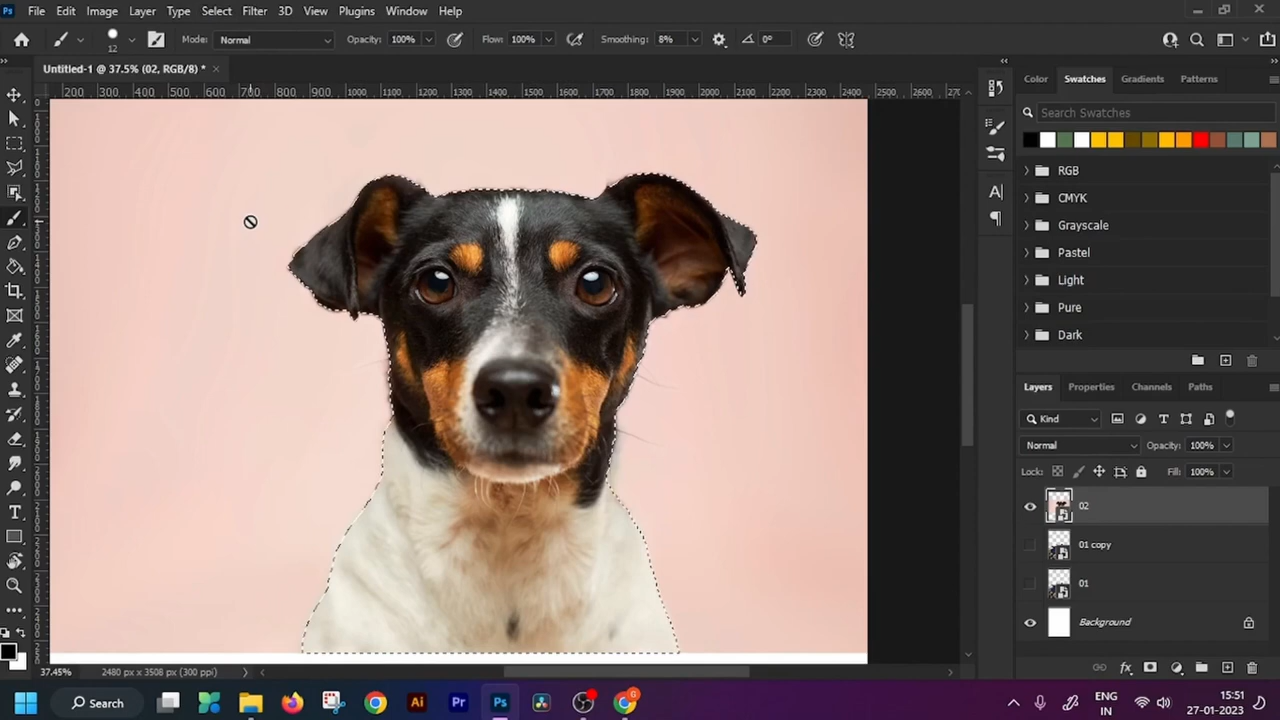 Ps File Edit Image Layer Type Select Filter 3D View Plugins Window Help
12 Mode: Normal Opacity: 100% Flow: 100% Smoothing: 8% 0°
Untitled-1 @ 37.5% (02, RGB/8) *
200 300 400 500 600 700 800 900 1000 1100 1200 1300 1400 1500 1600 1700 1800 1900 2000 2100 2200 2300 2400 2500 2600
Color Swatches Gradients Patterns
Search Swatches
RGB
CMYK
Grayscale
Pastel
Light
Pure
Dark
Layers Properties Channels Paths
Kind
Normal Opacity: 100%
Lock: Fill: 100%
02
01 copy
01
Background
37.45% 2480 px x 3508 px (300 ppi)
Search Ai Pr Ps G ENG IN 15:51 27-01-2023